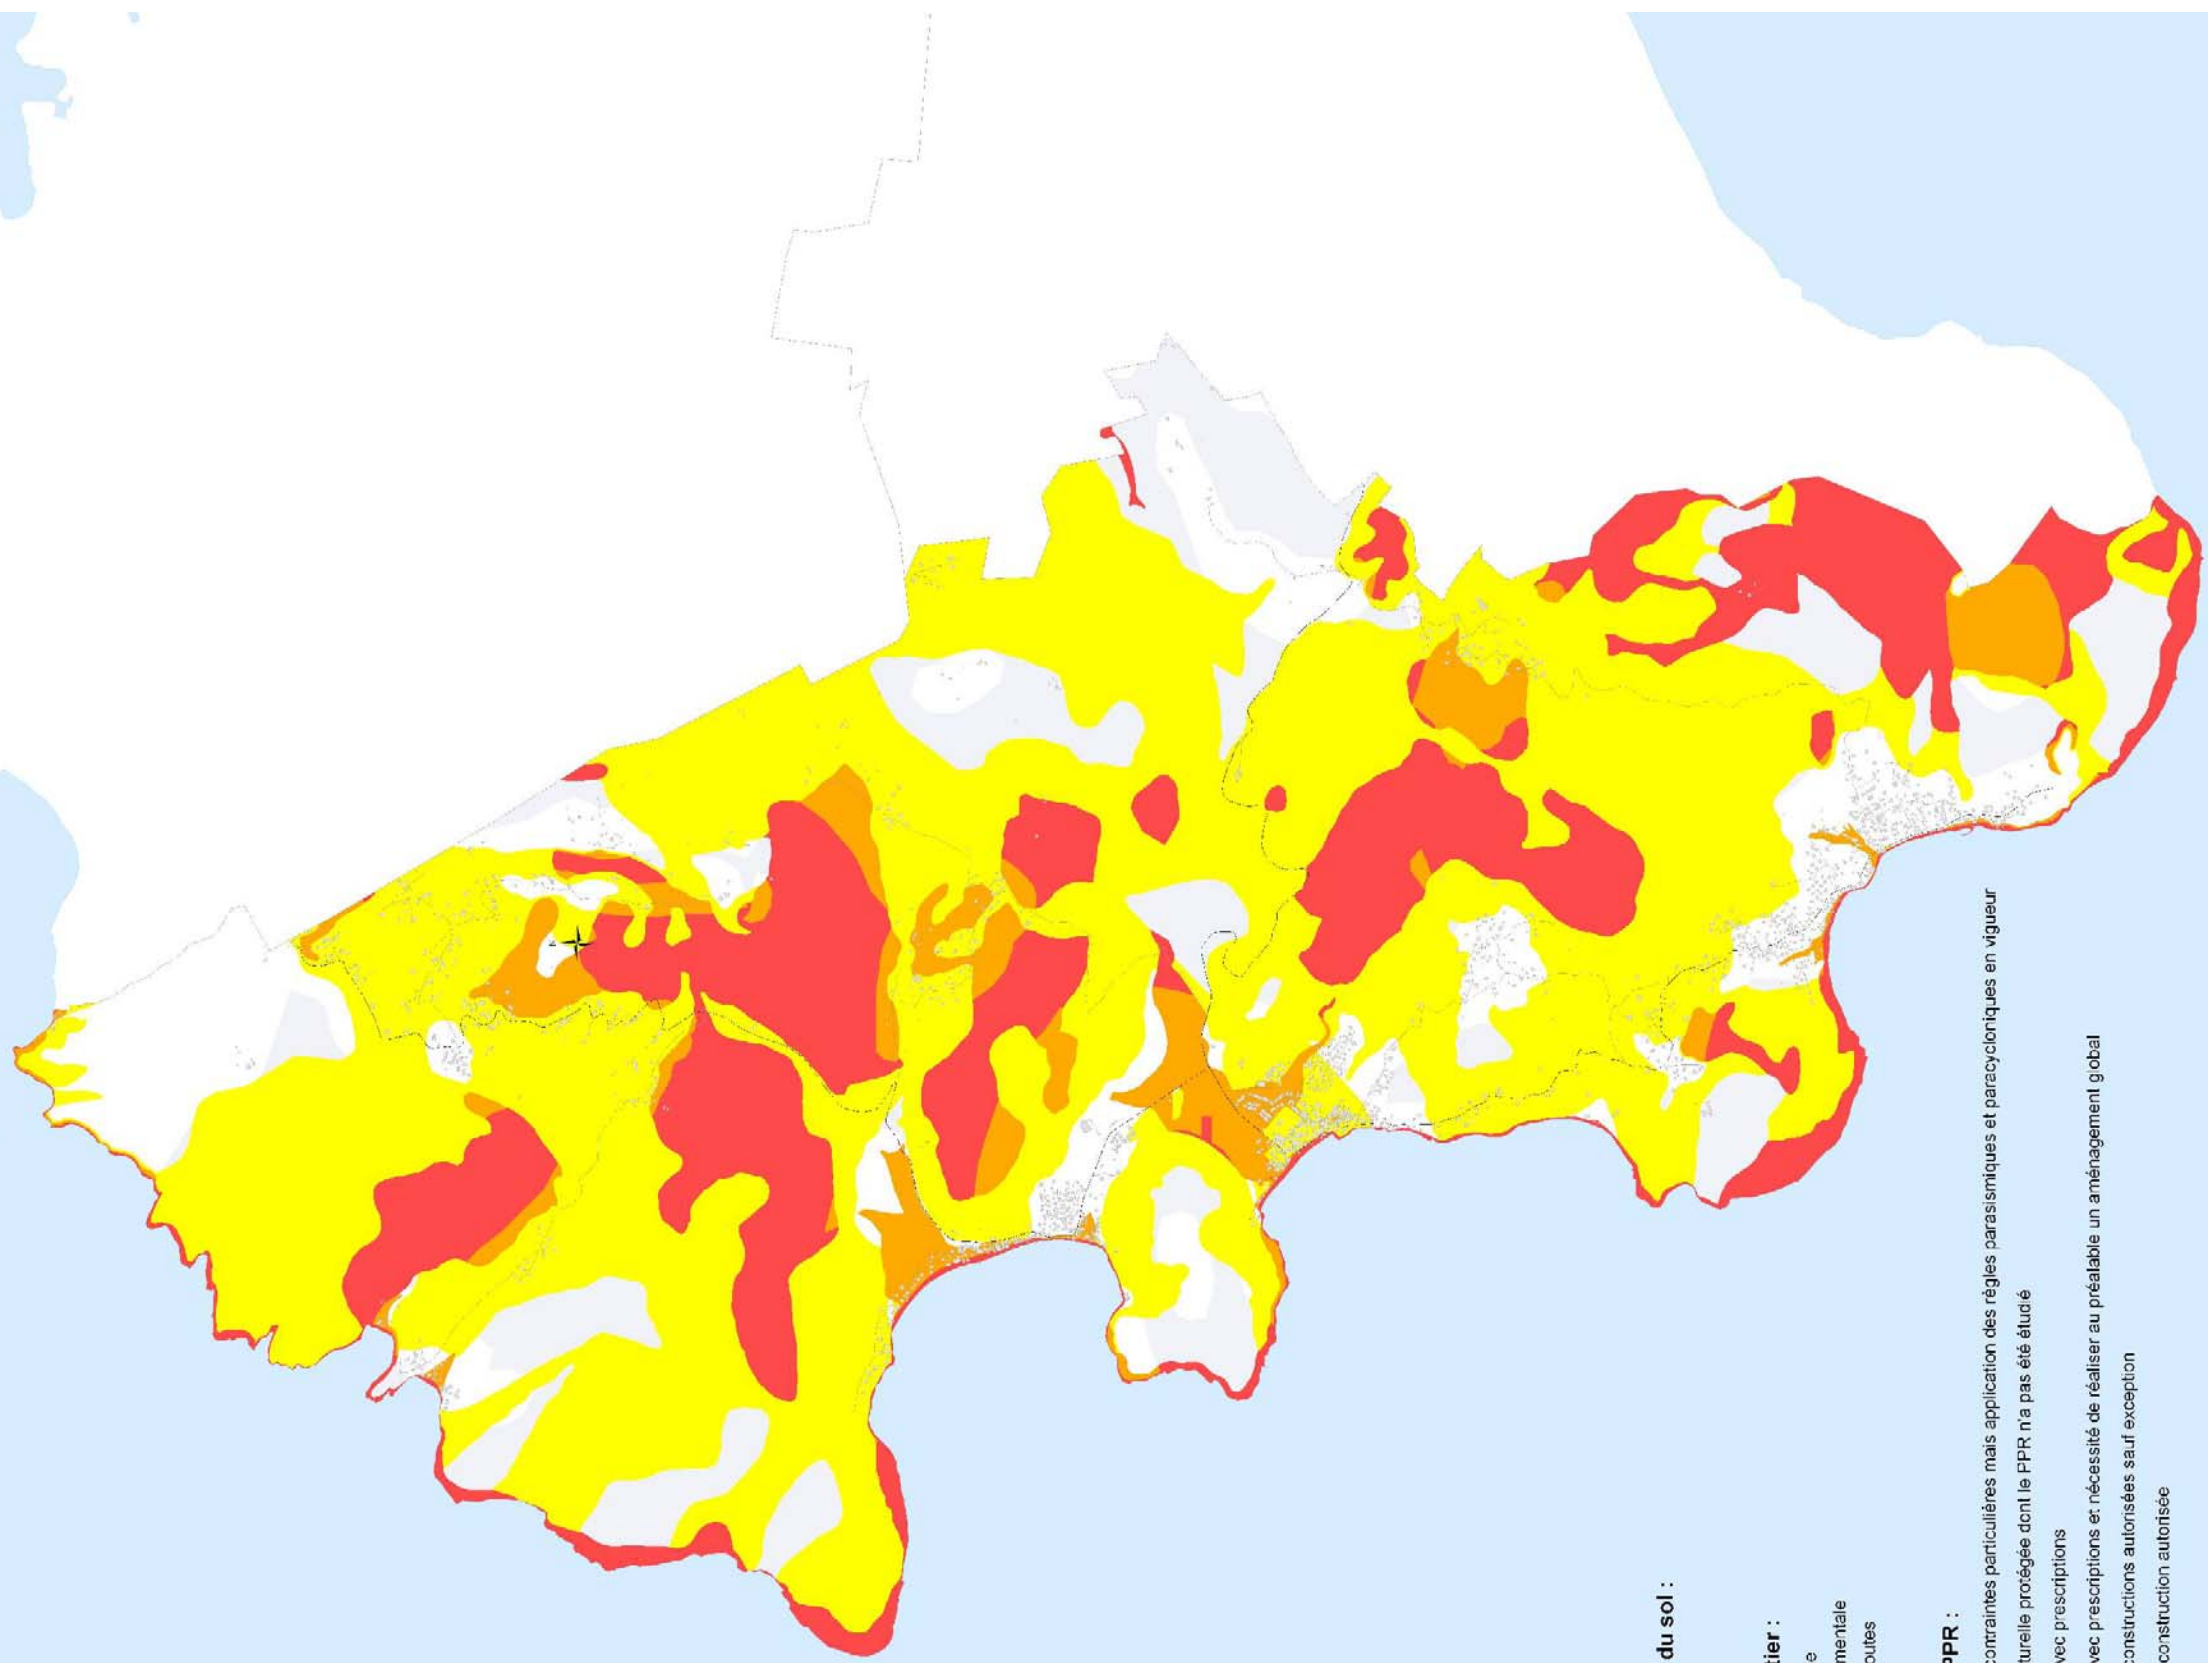 du sol :
tier :
e
mentale
outes
PPR :
contraintes particulières mais application des règles parasismiques et paracycloniques en vigueur
turelle protégée dont le PPR n'a pas été étudié
vec prescriptions
vec prescriptions et nécessité de réaliser au préalable un aménagement global
onstructions autorisées sauf exception
construction autorisée